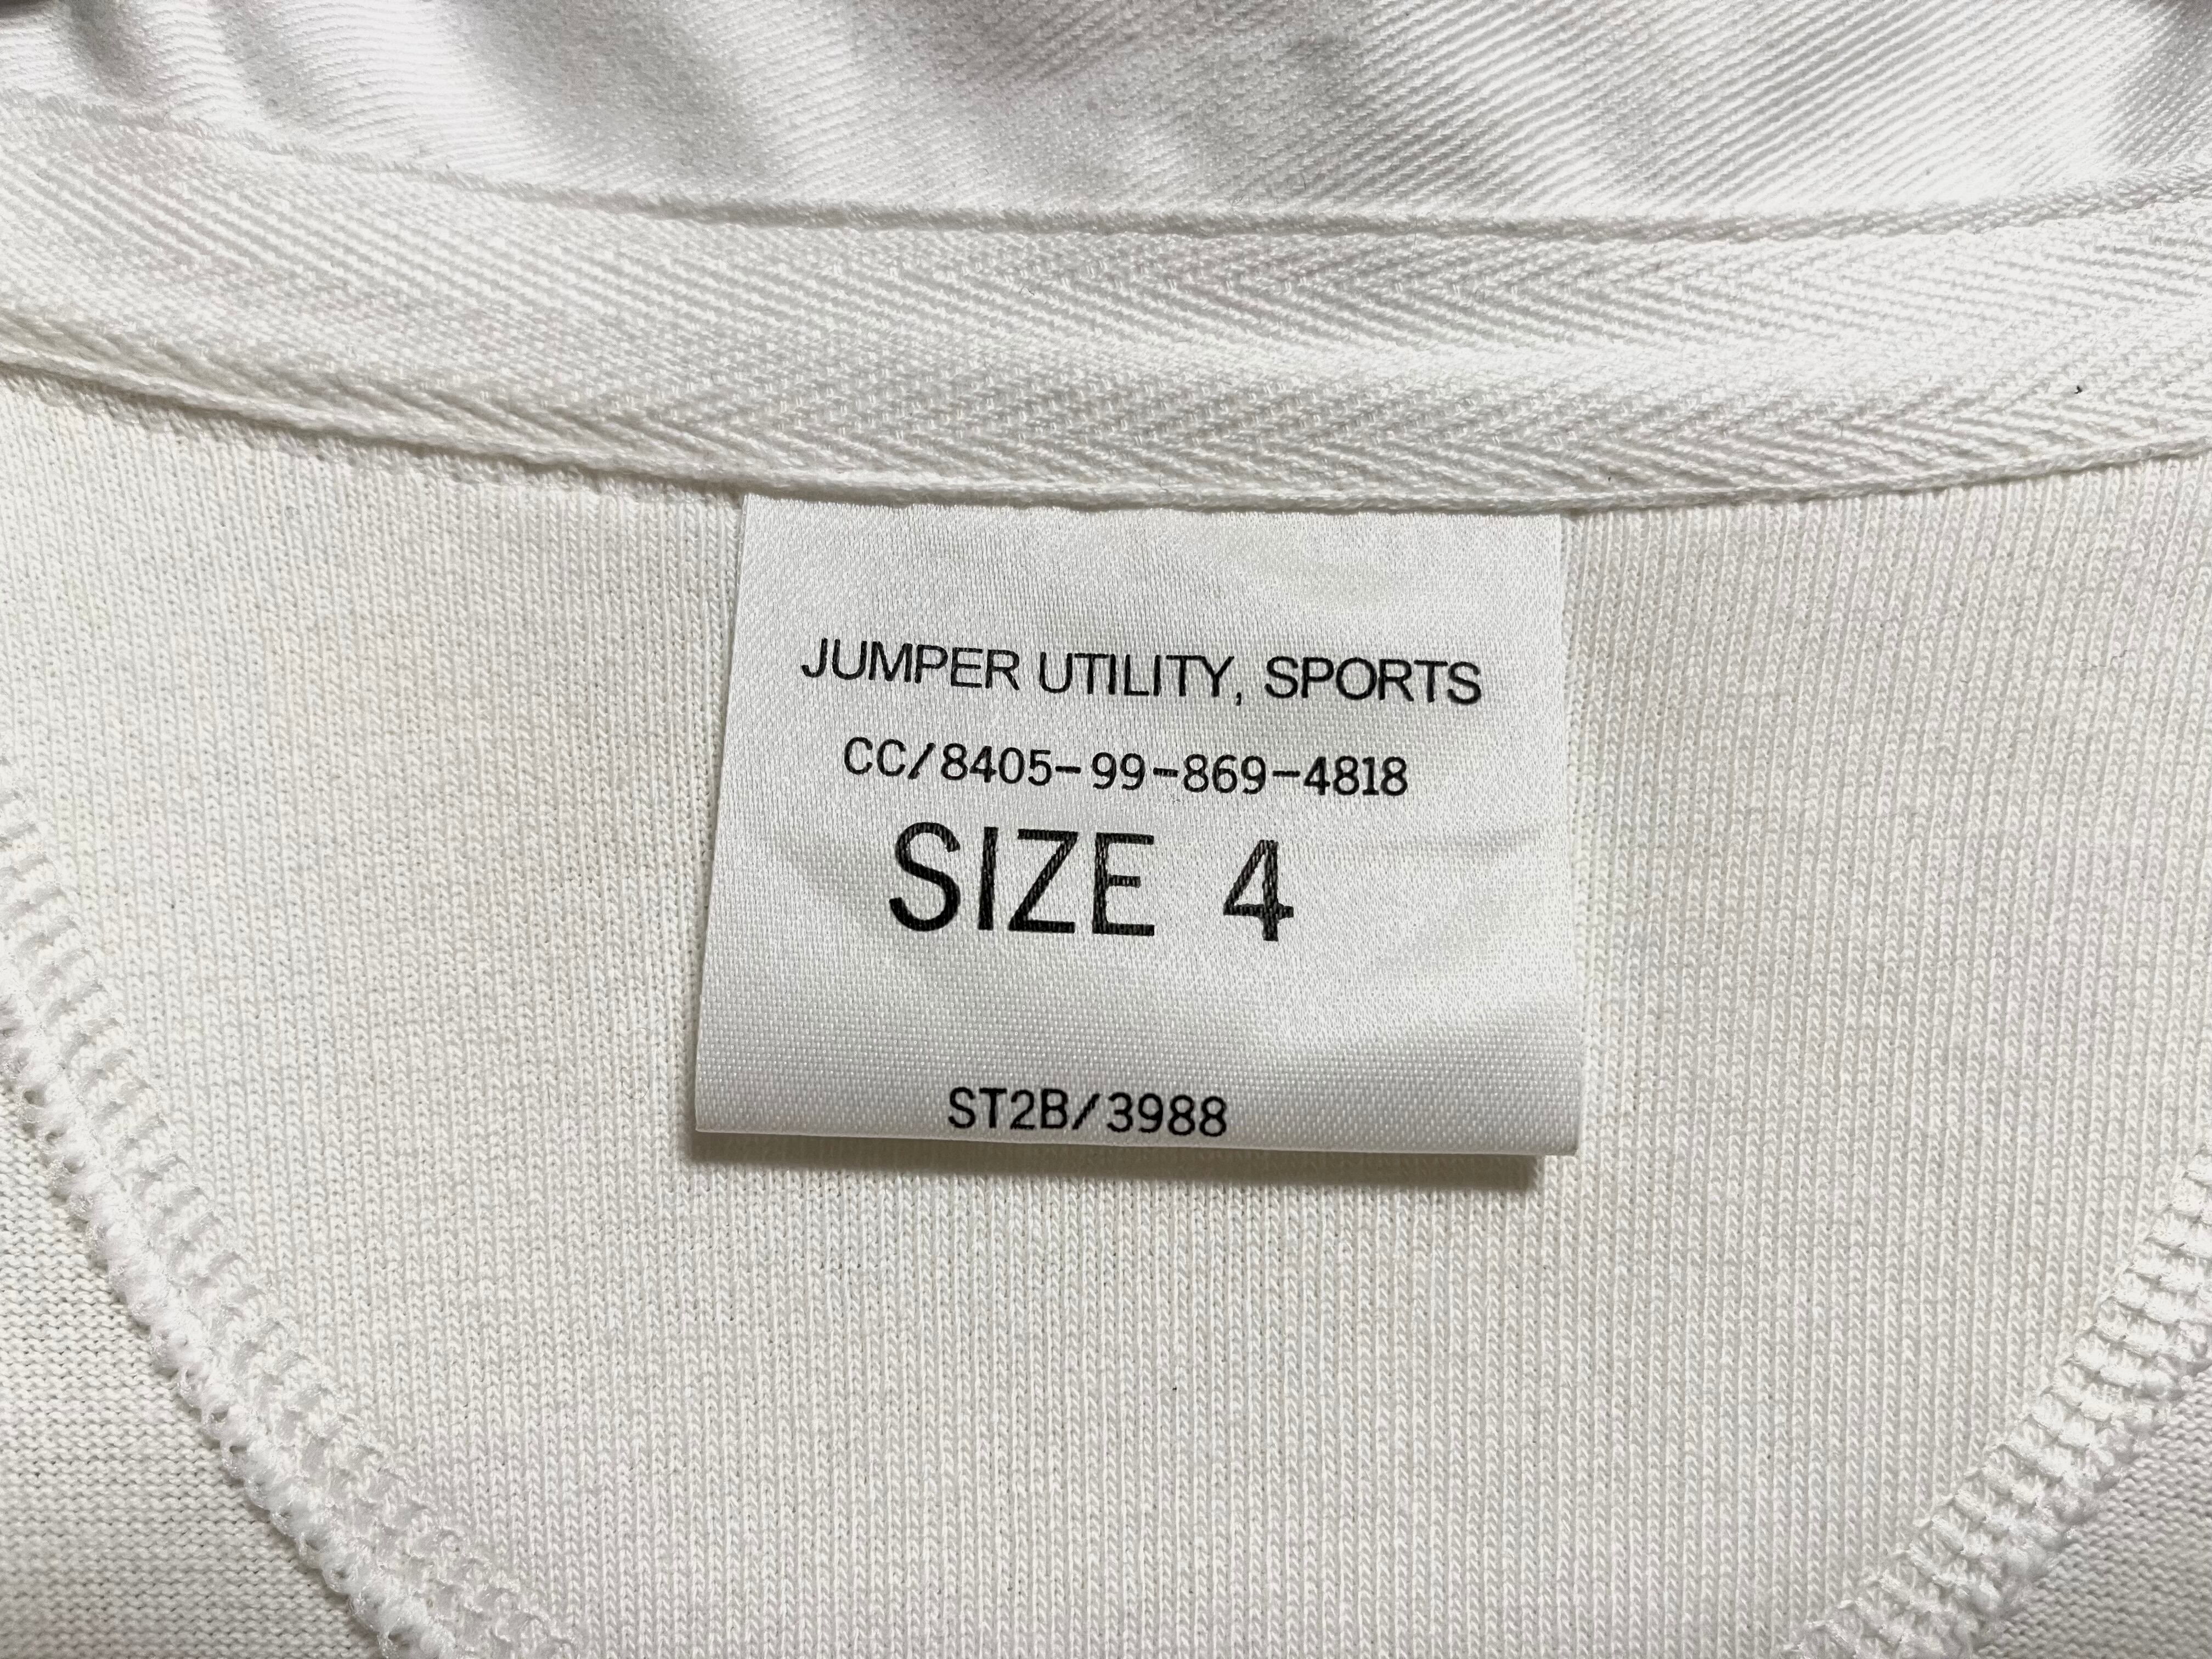 JUMPER UTILITY, SPORTS
CC/8405-99-869-4818
SIZE 4
ST2B/3988